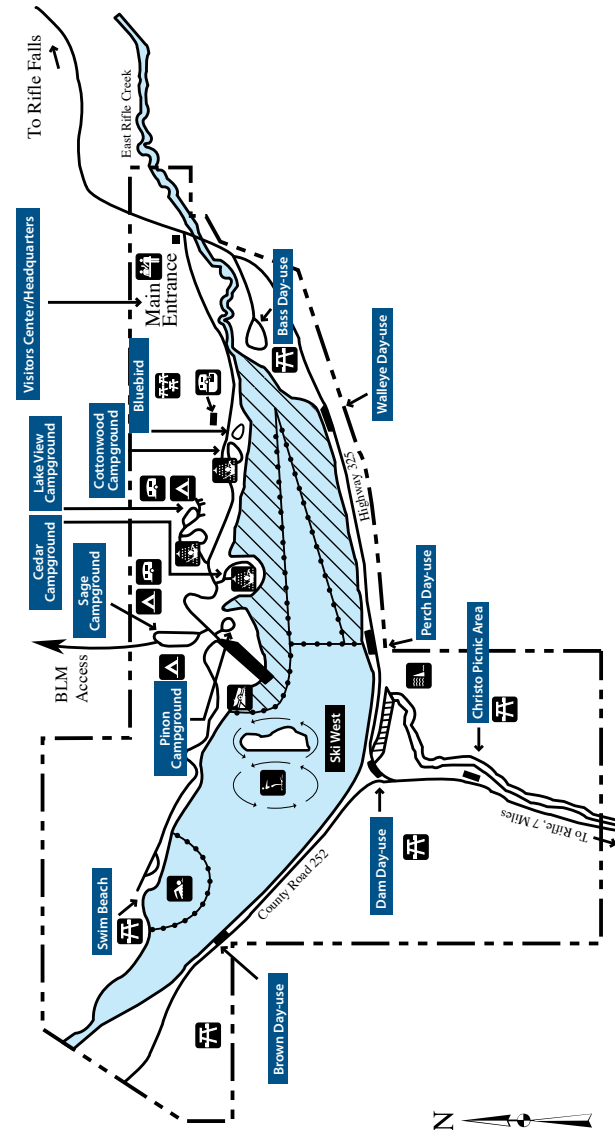 To Rifle Falls
East Rifle Creek
Visitors Center/Headquarters
Main
Entrance
Bass Day-use
Bluebird
Walleye Day-use
Cottonwood
Campground
Lake View
Campground
Cedar
Campground
Sage
Campground
Highway 325
BLM
Access
Perch Day-use
Pinon
Campground
Christo Picnic Area
Ski West
Dam Day-use
To Rifle, 7 Miles
County Road 252
Swim Beach
Brown Day-use
N